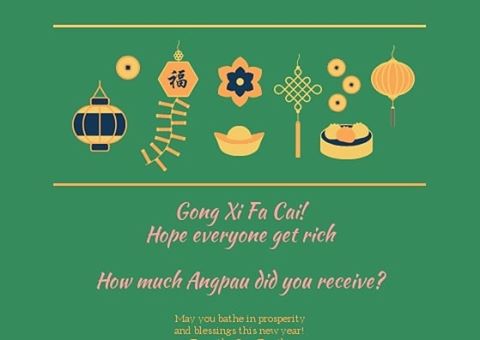 福
Gong Xi Fa Cai!
Hope everyone get rich
How much Angpau did you receive?
May you bathe in prosperity
and blessings this new year!